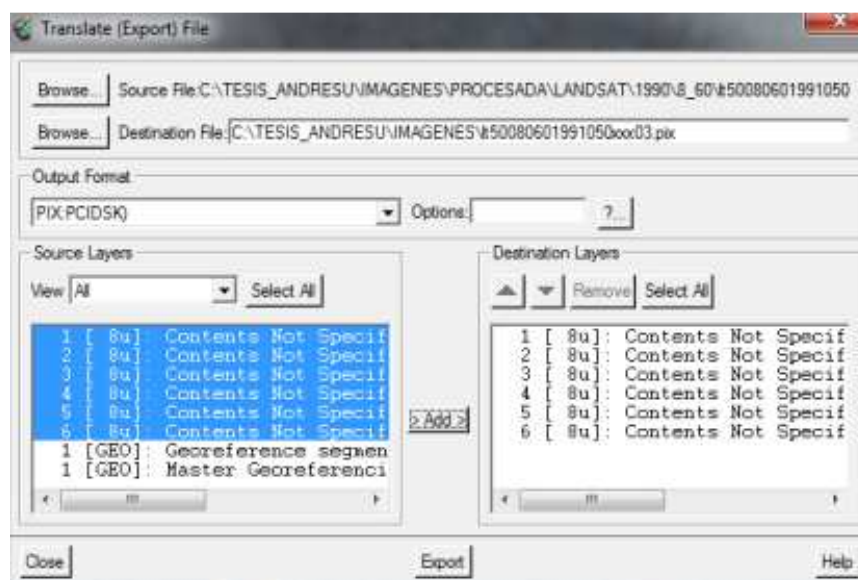 Translate (Export) File
Browse... Source File:C:\TESIS_ANDRESU\IMAGENES\PROCESADA\LANDSAT\1990\8_60\lt50080601991050
Browse... Destination File: C:\TESIS_ANDRESU\IMAGENES\lt50080601991050xxx03.pix
Output Format
PIX:PCIDSK) Options: ?...
Source Layers
View All Select All
1 [ 8u]: Contents Not Specif
2 [ 8u]: Contents Not Specif
3 [ 8u]: Contents Not Specif
4 [ 8u]: Contents Not Specif
5 [ 8u]: Contents Not Specif
6 [ 8u]: Contents Not Specif
1 [GEO]: Georeference segmen
1 [GEO]: Master Georeferenci
> Add >
Destination Layers
Remove Select All
1 [ 8u]: Contents Not Specif
2 [ 8u]: Contents Not Specif
3 [ 8u]: Contents Not Specif
4 [ 8u]: Contents Not Specif
5 [ 8u]: Contents Not Specif
6 [ 8u]: Contents Not Specif
Close Export Help